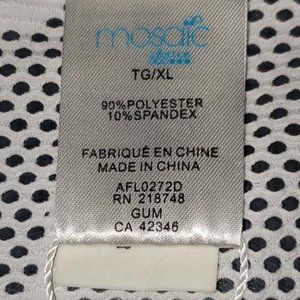 mosaic
TG/XL
90%POLYESTER
10%SPANDEX
FABRIQUÉ EN CHINE
MADE IN CHINA
AFL0272D
RN 218748
GUM
CA 42346